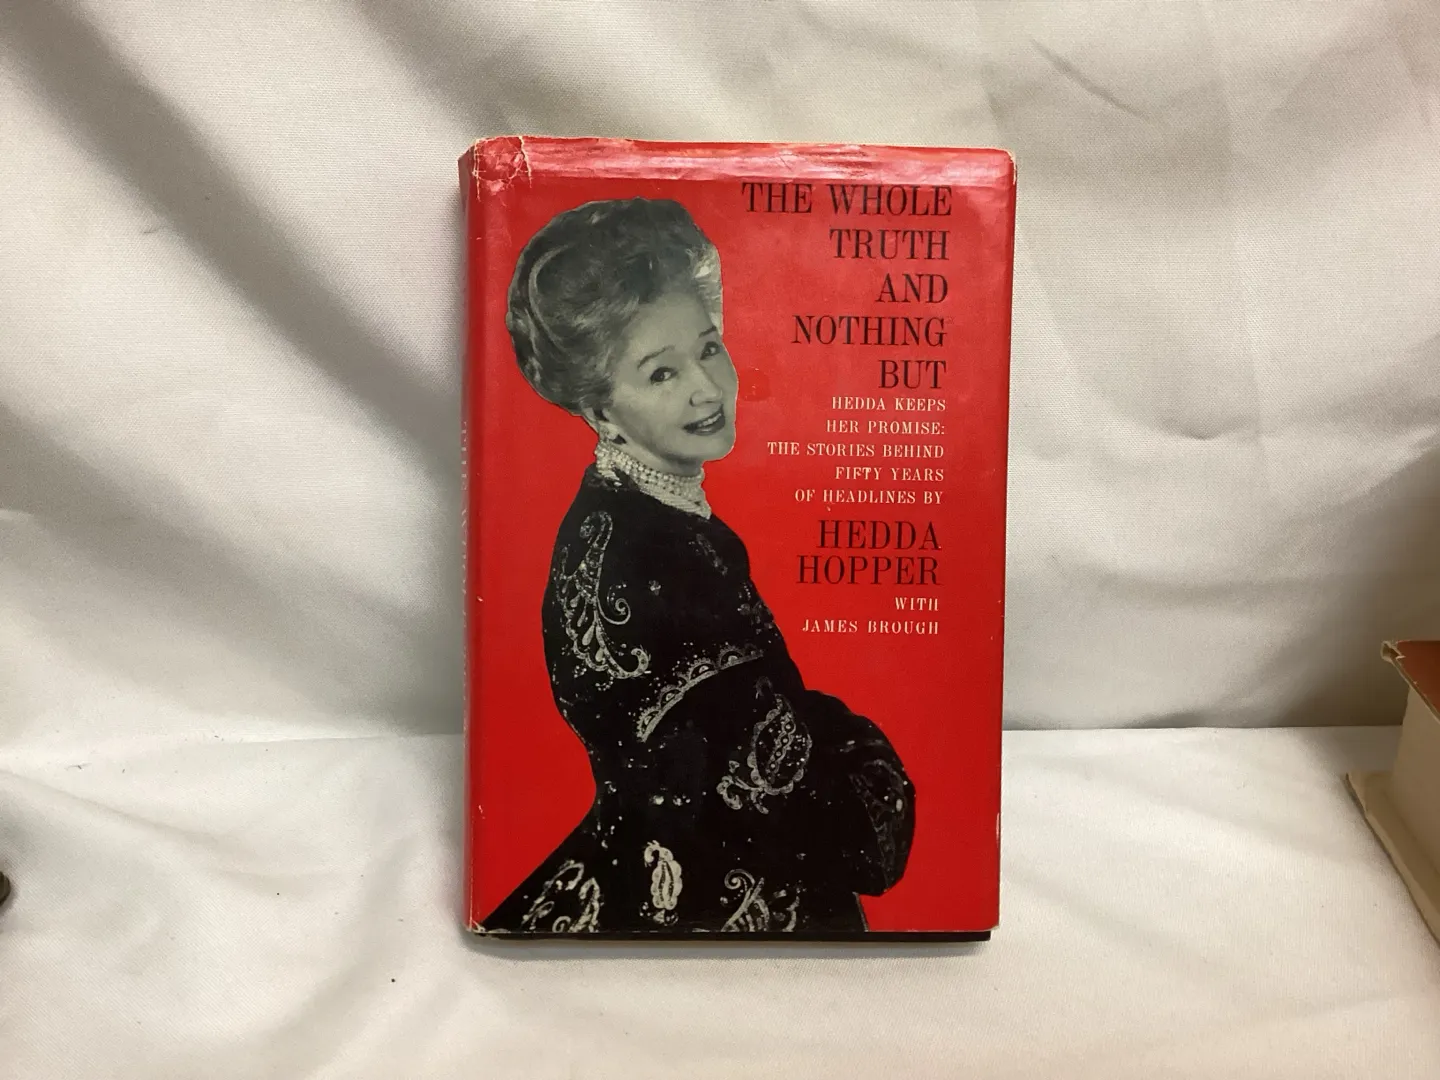 THE WHOLE
TRUTH
AND
NOTHING
BUT
HEDDA KEEPS
HER PROMISE:
THE STORIES BEHIND
FIFTY YEARS
OF HEADLINES BY
HEDDA
HOPPER
WITH
JAMES BROUGH